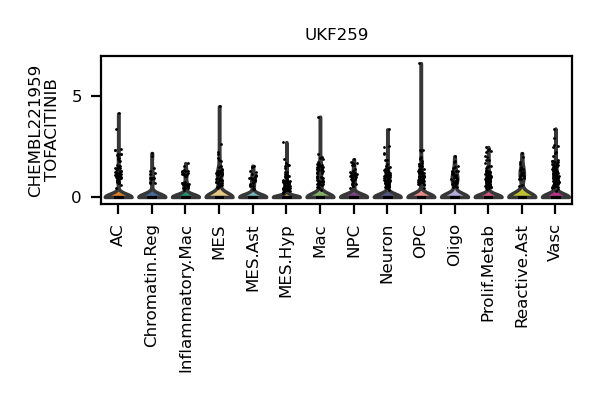 UKF259
CHEMBL221959
TOFACITINIB
5
0
AC
Chromatin.Reg
Inflammatory.Mac
MES
MES.Ast
MES.Hyp
Mac
NPC
Neuron
OPC
Oligo
Prolif.Metab
Reactive.Ast
Vasc